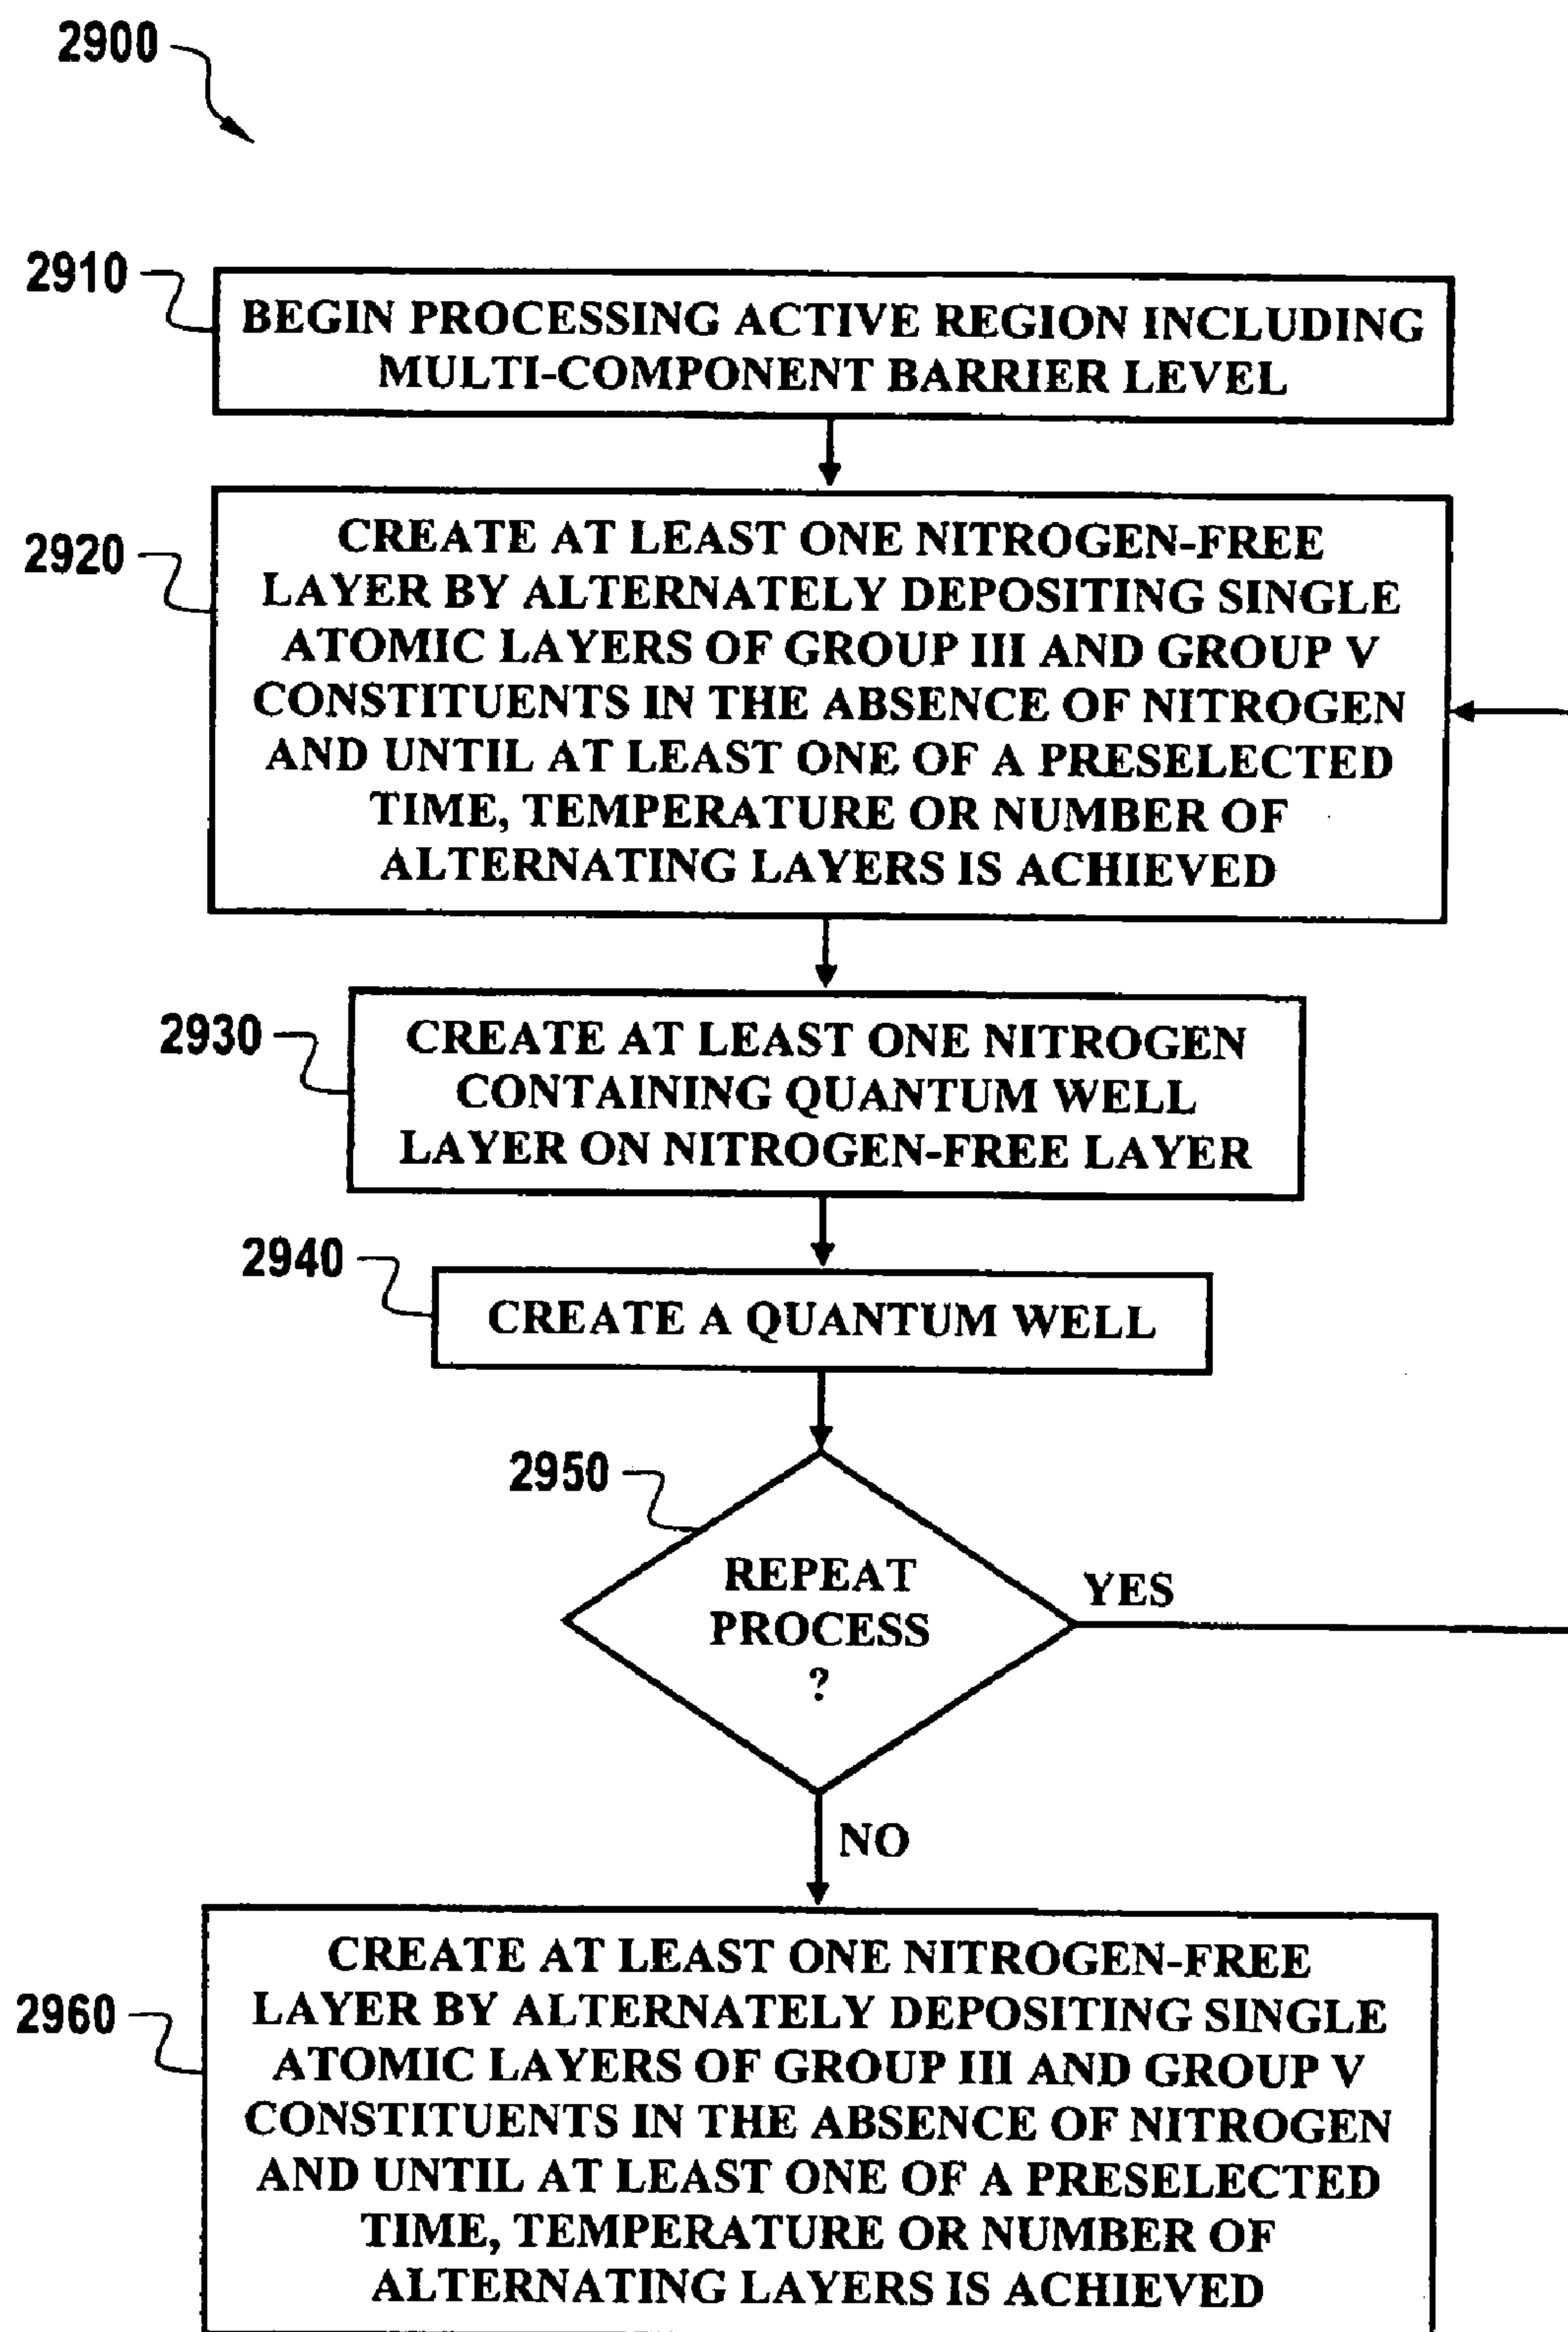 2900
2910
BEGIN PROCESSING ACTIVE REGION INCLUDING
MULTI-COMPONENT BARRIER LEVEL
2920
CREATE AT LEAST ONE NITROGEN-FREE
LAYER BY ALTERNATELY DEPOSITING SINGLE
ATOMIC LAYERS OF GROUP III AND GROUP V
CONSTITUENTS IN THE ABSENCE OF NITROGEN
AND UNTIL AT LEAST ONE OF A PRESELECTED
TIME, TEMPERATURE OR NUMBER OF
ALTERNATING LAYERS IS ACHIEVED
2930
CREATE AT LEAST ONE NITROGEN
CONTAINING QUANTUM WELL
LAYER ON NITROGEN-FREE LAYER
2940
CREATE A QUANTUM WELL
2950
REPEAT
PROCESS
?
YES
NO
2960
CREATE AT LEAST ONE NITROGEN-FREE
LAYER BY ALTERNATELY DEPOSITING SINGLE
ATOMIC LAYERS OF GROUP III AND GROUP V
CONSTITUENTS IN THE ABSENCE OF NITROGEN
AND UNTIL AT LEAST ONE OF A PRESELECTED
TIME, TEMPERATURE OR NUMBER OF
ALTERNATING LAYERS IS ACHIEVED